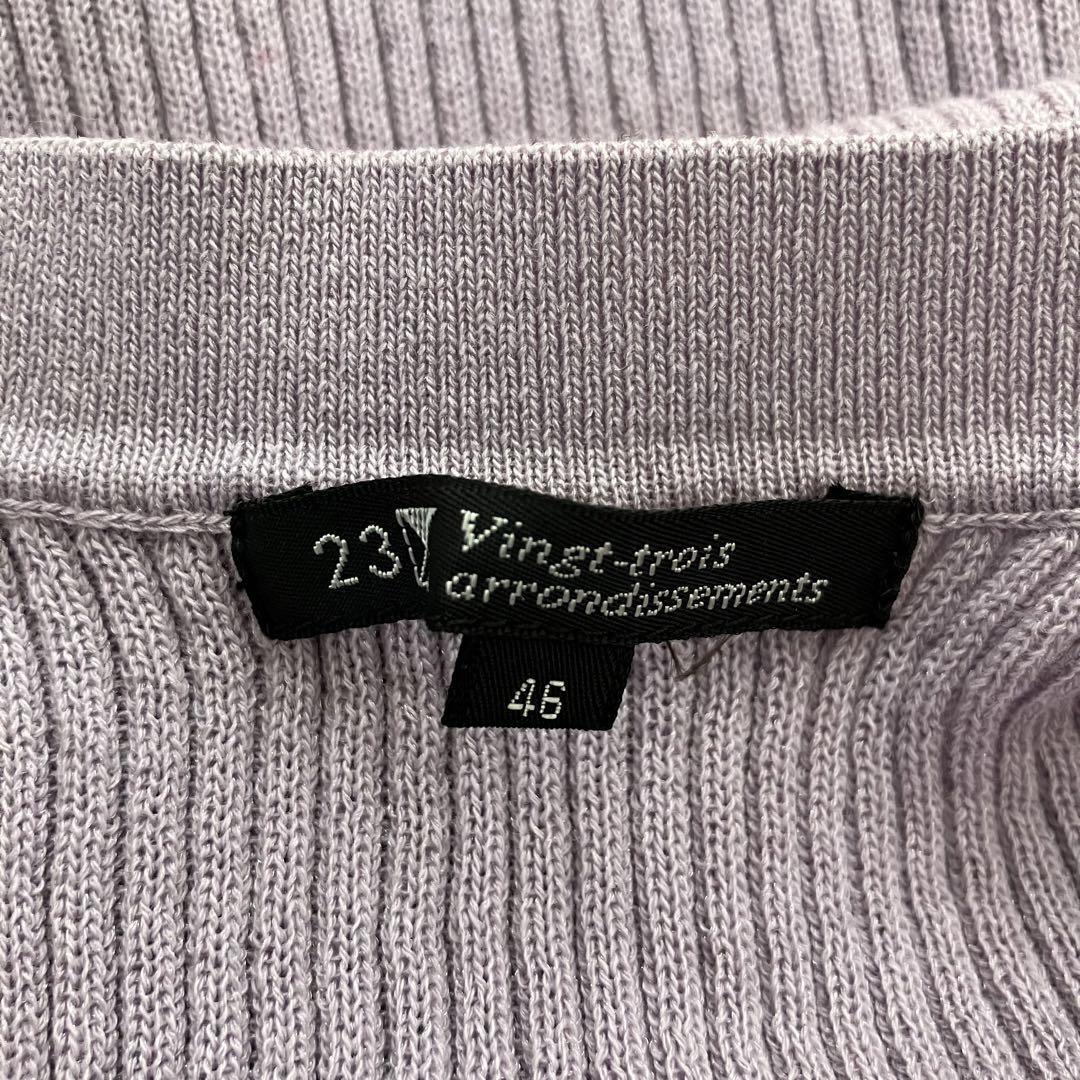 23
Vingt-trois
arrondissements
46